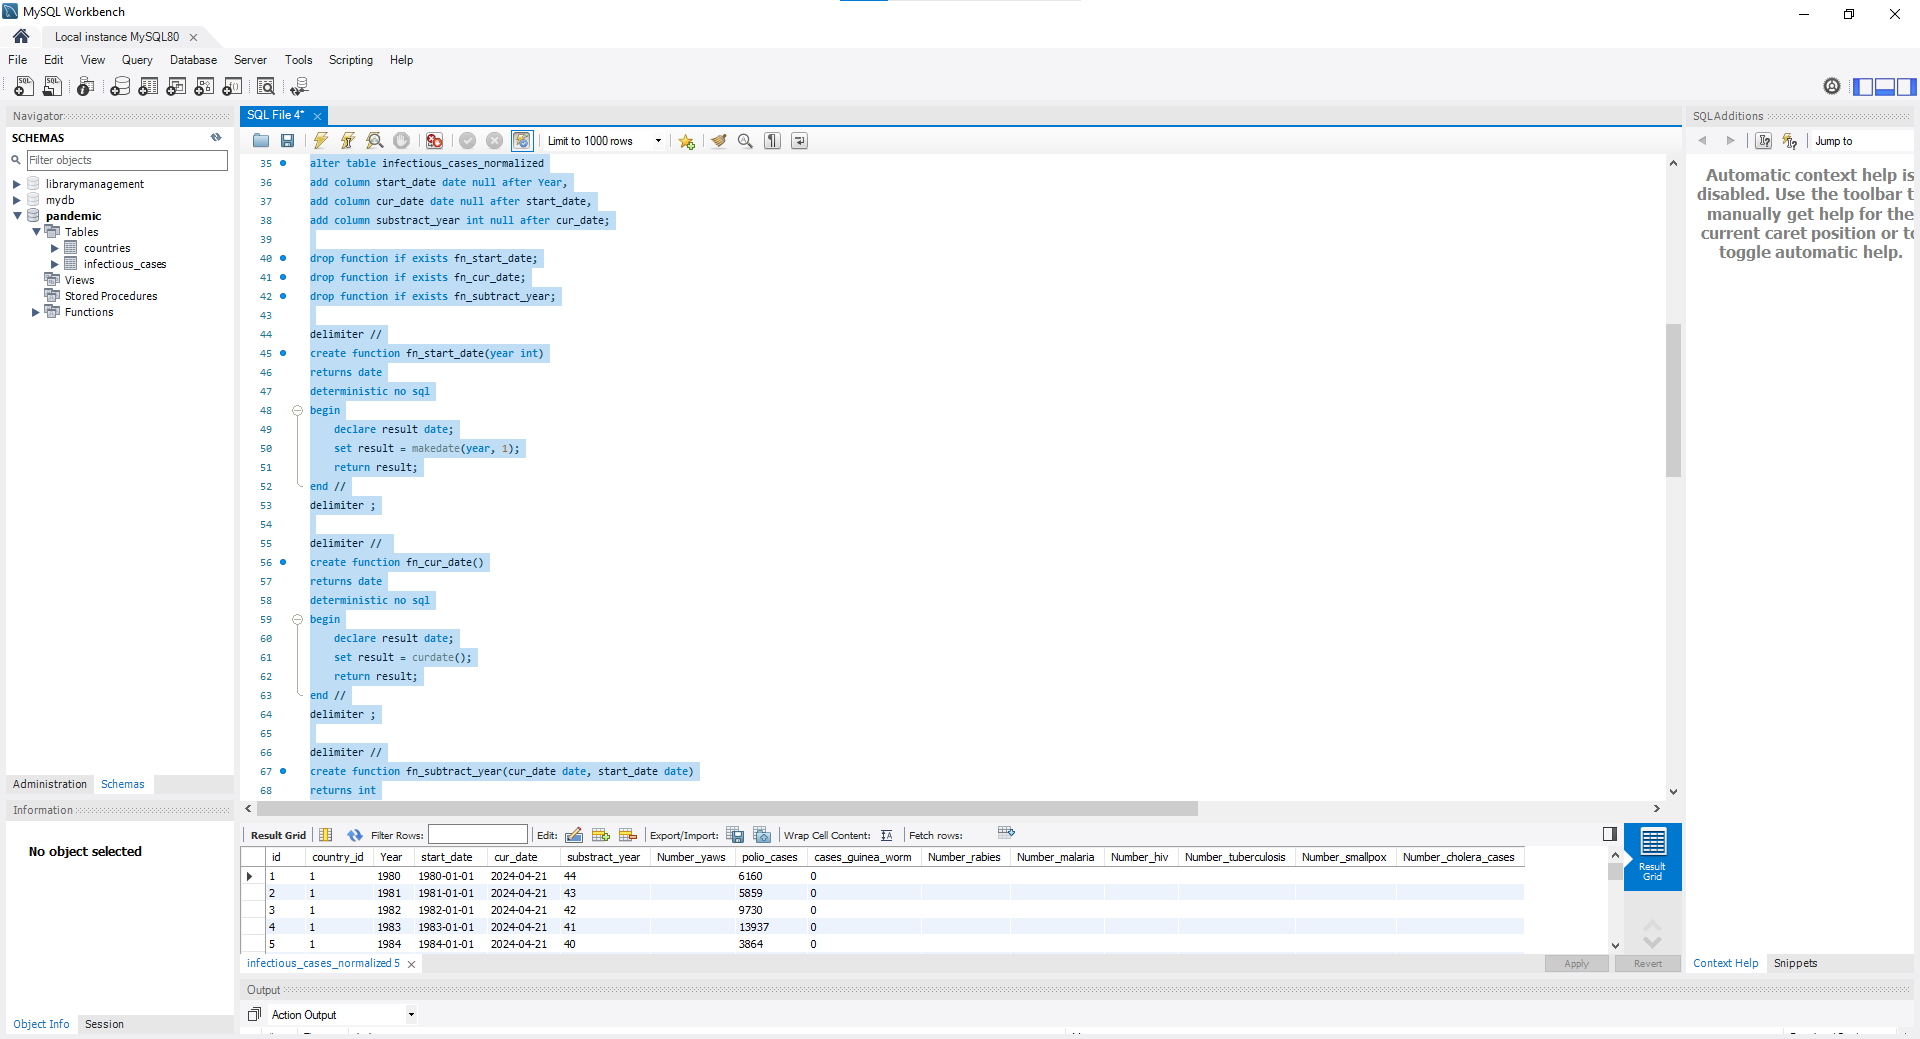 MySQL Workbench
Local instance MySQL80
File Edit View Query Database Server Tools Scripting Help
Navigator
SCHEMAS
Filter objects
librarymanagement
mydb
pandemic
Tables
countries
infectious_cases
Views
Stored Procedures
Functions
Administration Schemas
Information
No object selected
Object Info Session
SQL File 4*
Limit to 1000 rows
35 alter table infectious_cases_normalized
36 add column start_date date null after Year,
37 add column cur_date date null after start_date,
38 add column substract_year int null after cur_date;
39
40 drop function if exists fn_start_date;
41 drop function if exists fn_cur_date;
42 drop function if exists fn_subtract_year;
43
44 delimiter //
45 create function fn_start_date(year int)
46 returns date
47 deterministic no sql
48 begin
49 declare result date;
50 set result = makedate(year, 1);
51 return result;
52 end //
53 delimiter ;
54
55 delimiter //
56 create function fn_cur_date()
57 returns date
58 deterministic no sql
59 begin
60 declare result date;
61 set result = curdate();
62 return result;
63 end //
64 delimiter ;
65
66 delimiter //
67 create function fn_subtract_year(cur_date date, start_date date)
68 returns int
Result Grid Filter Rows: Edit: Export/Import: Wrap Cell Content: Fetch rows:
id country_id Year start_date cur_date substract_year Number_yaws polio_cases cases_guinea_worm Number_rabies Number_malaria Number_hiv Number_tuberculosis Number_smallpox Number_cholera_cases
1 1 1980 1980-01-01 2024-04-21 44 6160 0
2 1 1981 1981-01-01 2024-04-21 43 5859 0
3 1 1982 1982-01-01 2024-04-21 42 9730 0
4 1 1983 1983-01-01 2024-04-21 41 13937 0
5 1 1984 1984-01-01 2024-04-21 40 3864 0
Result
Grid
infectious_cases_normalized 5
Apply Revert
Output
Action Output
SQLAdditions
Jump to
Automatic context help is
disabled. Use the toolbar t
manually get help for the
current caret position or to
toggle automatic help.
Context Help Snippets